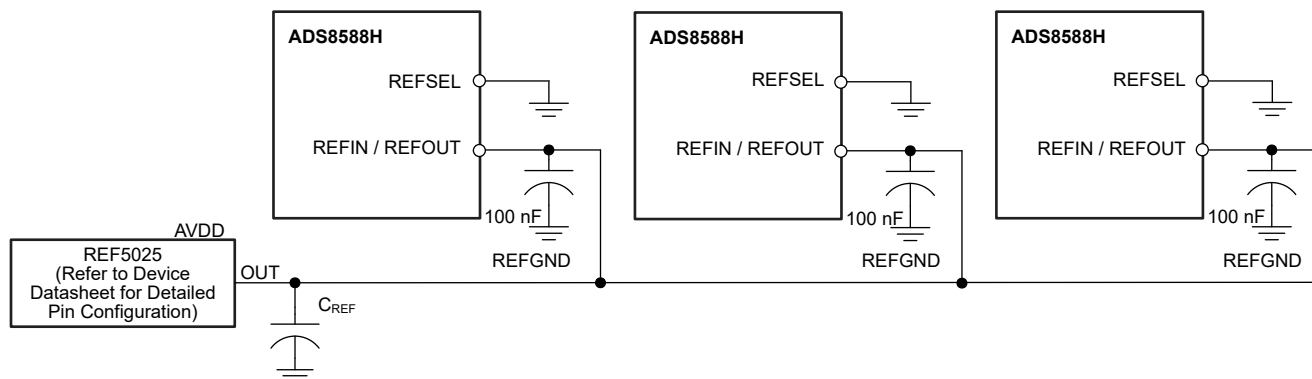 ADS8588H
REFSEL
REFIN / REFOUT
100 nF
REFGND
ADS8588H
REFSEL
REFIN / REFOUT
100 nF
REFGND
ADS8588H
REFSEL
REFIN / REFOUT
100 nF
REFGND
AVDD
REF5025
(Refer to Device
Datasheet for Detailed
Pin Configuration)
OUT
CREF